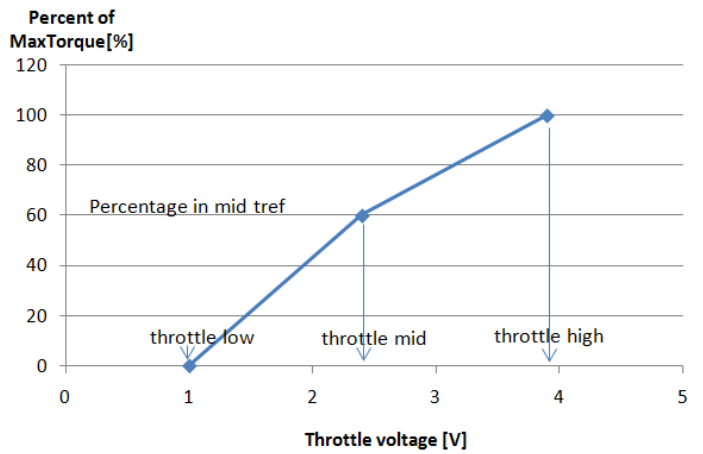 Percent of
MaxTorque[%]
120
100
80
Percentage in mid tref
60
40
20
throttle low
throttle mid
throttle high
0
0 1 2 3 4 5
Throttle voltage [V]